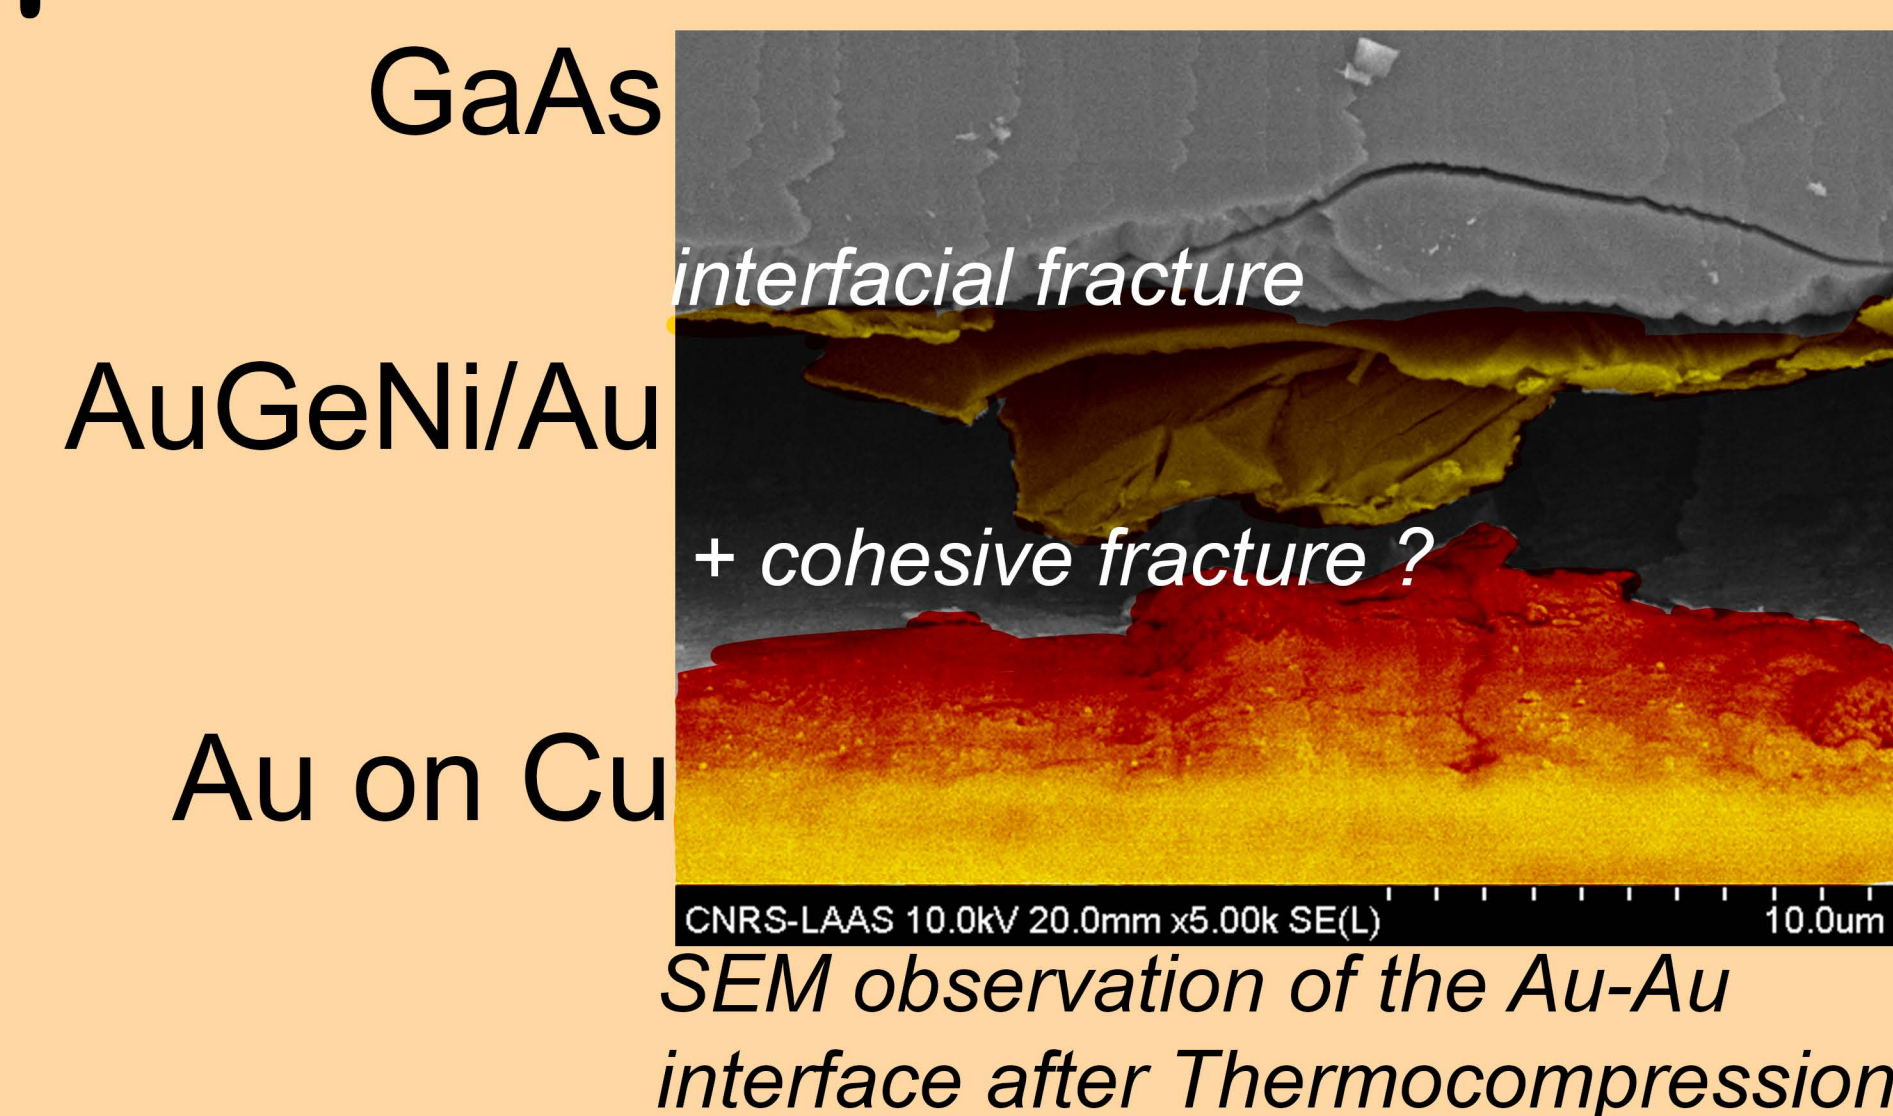 GaAs
interfacial fracture
AuGeNi/Au
+ cohesive fracture ?
Au on Cu
CNRS-LAAS 10.0kV 20.0mm x5.00k SE(L)
10.0um
SEM observation of the Au-Au
interface after Thermocompression